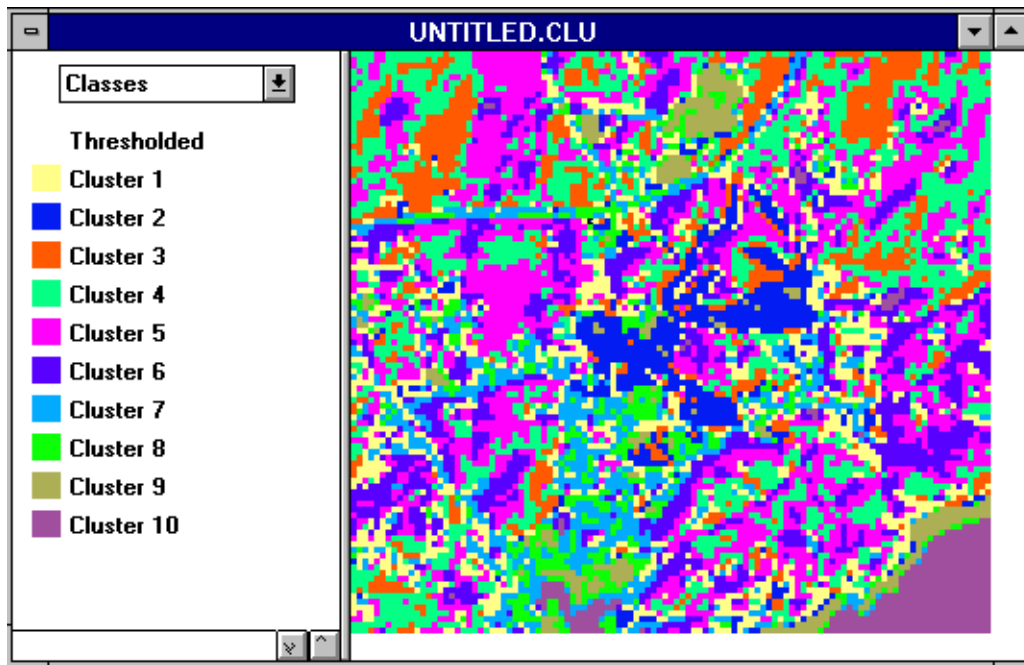 UNTITLED.CLU
Classes
Thresholded
Cluster 1
Cluster 2
Cluster 3
Cluster 4
Cluster 5
Cluster 6
Cluster 7
Cluster 8
Cluster 9
Cluster 10